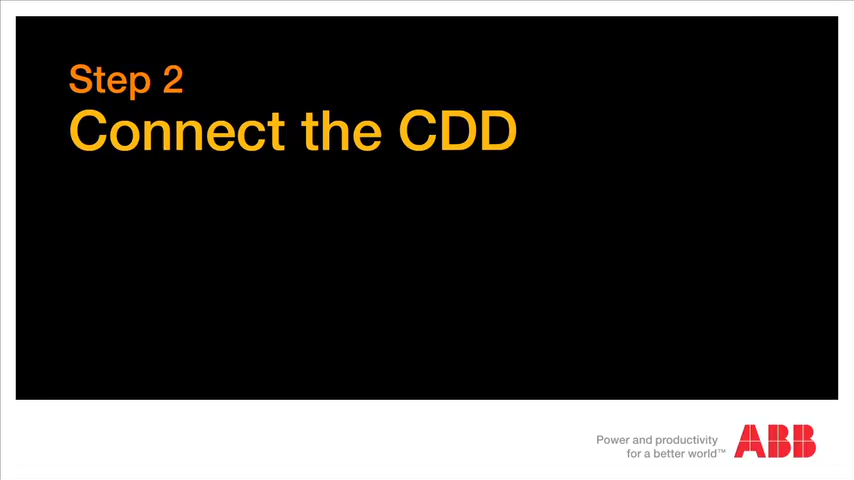 Step 2
Connect the CDD
Power and productivity
for a better world™
ABB